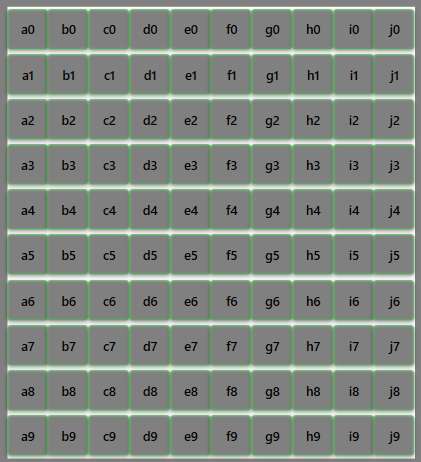 a0 b0 c0 d0 e0 f0 g0 h0 i0 j0
a1 b1 c1 d1 e1 f1 g1 h1 i1 j1
a2 b2 c2 d2 e2 f2 g2 h2 i2 j2
a3 b3 c3 d3 e3 f3 g3 h3 i3 j3
a4 b4 c4 d4 e4 f4 g4 h4 i4 j4
a5 b5 c5 d5 e5 f5 g5 h5 i5 j5
a6 b6 c6 d6 e6 f6 g6 h6 i6 j6
a7 b7 c7 d7 e7 f7 g7 h7 i7 j7
a8 b8 c8 d8 e8 f8 g8 h8 i8 j8
a9 b9 c9 d9 e9 f9 g9 h9 i9 j9